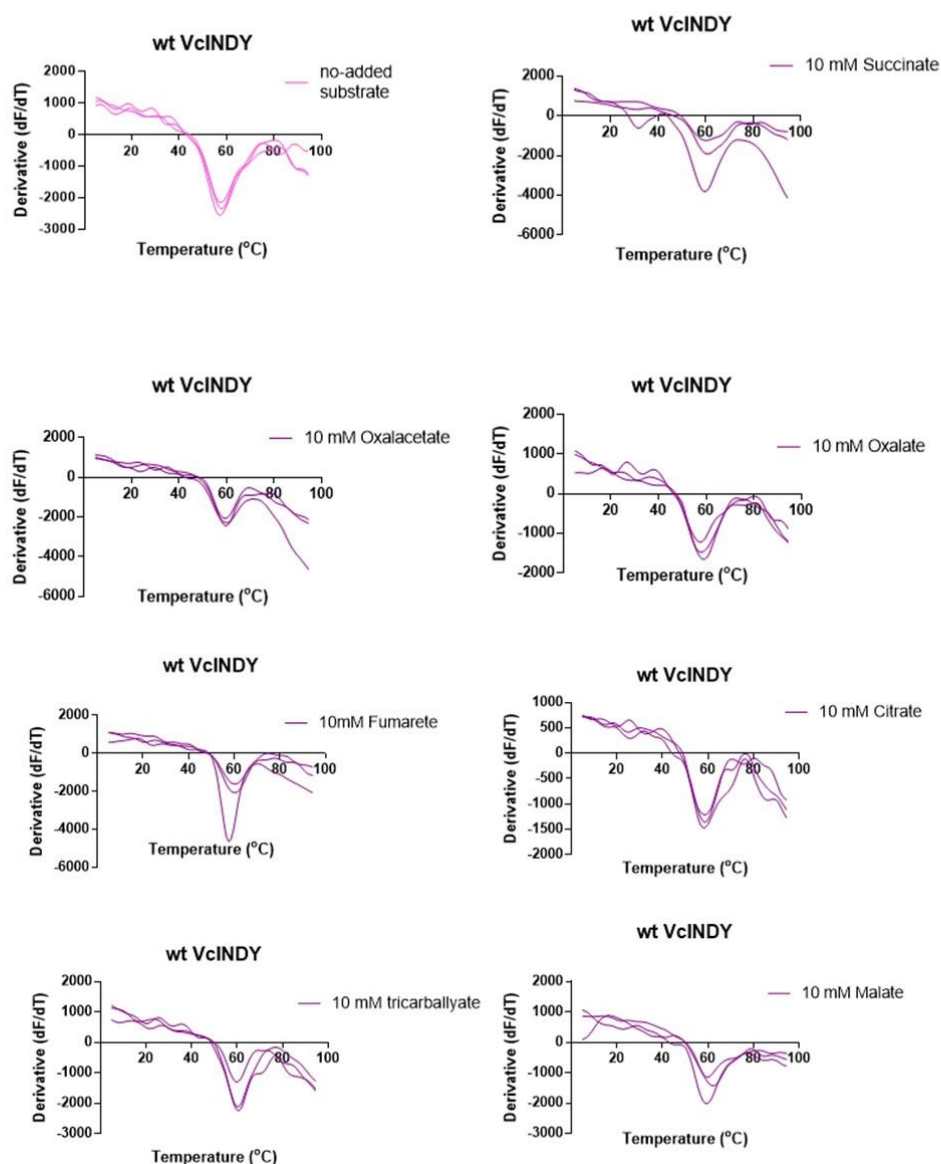 wt VcINDY
no-added
substrate
Derivative (dF/dT)
2000
1000
0
-1000
-2000
-3000
20 40 60 80 100
Temperature (°C)
wt VcINDY
10 mM Succinate
Derivative (dF/dT)
2000
0
-2000
-4000
-6000
20 40 60 80 100
Temperature (°C)
wt VcINDY
10 mM Oxalacetate
Derivative (dF/dT)
2000
0
-2000
-4000
-6000
20 40 60 80 100
Temperature (°C)
wt VcINDY
10 mM Oxalate
Derivative (dF/dT)
2000
1000
0
-1000
-2000
20 40 60 80 100
Temperature (°C)
wt VcINDY
10mM Fumarete
Derivative (dF/dT)
2000
0
-2000
-4000
-6000
20 40 60 80 100
Temperature (°C)
wt VcINDY
10 mM Citrate
Derivative (dF/dT)
1000
500
0
-500
-1000
-1500
-2000
20 40 60 80 100
Temperature (°C)
wt VcINDY
10 mM tricarballyate
Derivative (dF/dT)
2000
1000
0
-1000
-2000
-3000
20 40 60 80 100
Temperature (°C)
wt VcINDY
10 mM Malate
Derivative (dF/dT)
2000
1000
0
-1000
-2000
-3000
20 40 60 80 100
Temperature (°C)